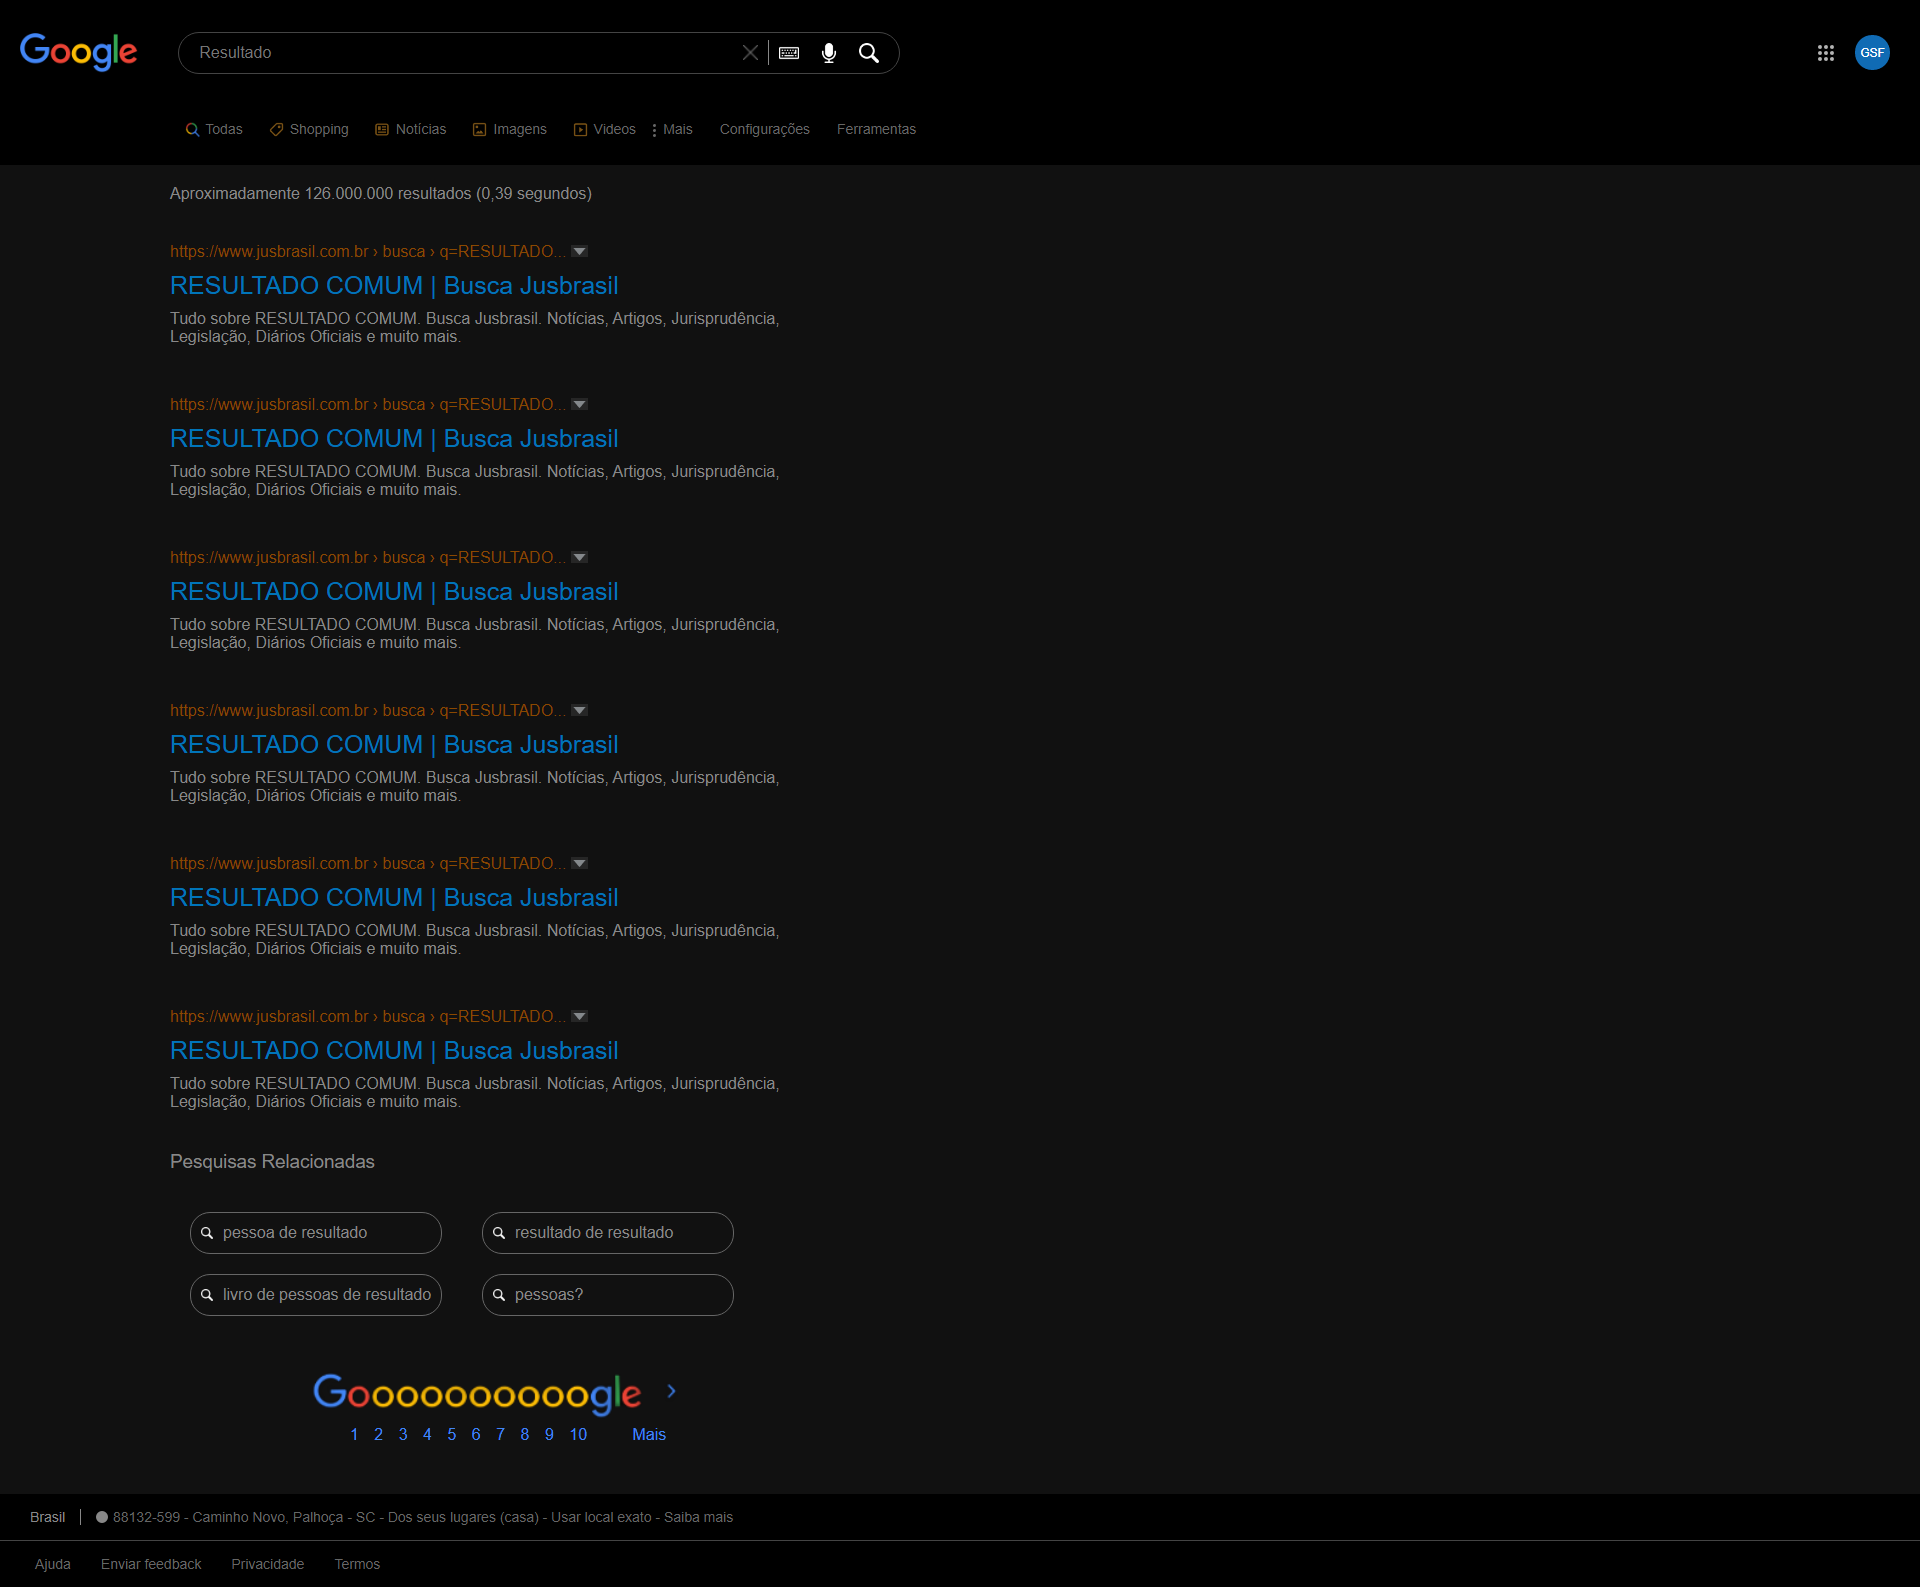 Google
Resultado
GSF
Todas
Shopping
Notícias
Imagens
Videos
Mais
Configurações
Ferramentas
Aproximadamente 126.000.000 resultados (0,39 segundos)
https://www.jusbrasil.com.br › busca › q=RESULTADO...
RESULTADO COMUM | Busca Jusbrasil
Tudo sobre RESULTADO COMUM. Busca Jusbrasil. Notícias, Artigos, Jurisprudência,
Legislação, Diários Oficiais e muito mais.
https://www.jusbrasil.com.br › busca › q=RESULTADO...
RESULTADO COMUM | Busca Jusbrasil
Tudo sobre RESULTADO COMUM. Busca Jusbrasil. Notícias, Artigos, Jurisprudência,
Legislação, Diários Oficiais e muito mais.
https://www.jusbrasil.com.br › busca › q=RESULTADO...
RESULTADO COMUM | Busca Jusbrasil
Tudo sobre RESULTADO COMUM. Busca Jusbrasil. Notícias, Artigos, Jurisprudência,
Legislação, Diários Oficiais e muito mais.
https://www.jusbrasil.com.br › busca › q=RESULTADO...
RESULTADO COMUM | Busca Jusbrasil
Tudo sobre RESULTADO COMUM. Busca Jusbrasil. Notícias, Artigos, Jurisprudência,
Legislação, Diários Oficiais e muito mais.
https://www.jusbrasil.com.br › busca › q=RESULTADO...
RESULTADO COMUM | Busca Jusbrasil
Tudo sobre RESULTADO COMUM. Busca Jusbrasil. Notícias, Artigos, Jurisprudência,
Legislação, Diários Oficiais e muito mais.
https://www.jusbrasil.com.br › busca › q=RESULTADO...
RESULTADO COMUM | Busca Jusbrasil
Tudo sobre RESULTADO COMUM. Busca Jusbrasil. Notícias, Artigos, Jurisprudência,
Legislação, Diários Oficiais e muito mais.
Pesquisas Relacionadas
pessoa de resultado
resultado de resultado
livro de pessoas de resultado
pessoas?
Goooooooooogle
1 2 3 4 5 6 7 8 9 10 Mais
Brasil
88132-599 - Caminho Novo, Palhoça - SC - Dos seus lugares (casa) - Usar local exato - Saiba mais
Ajuda Enviar feedback Privacidade Termos